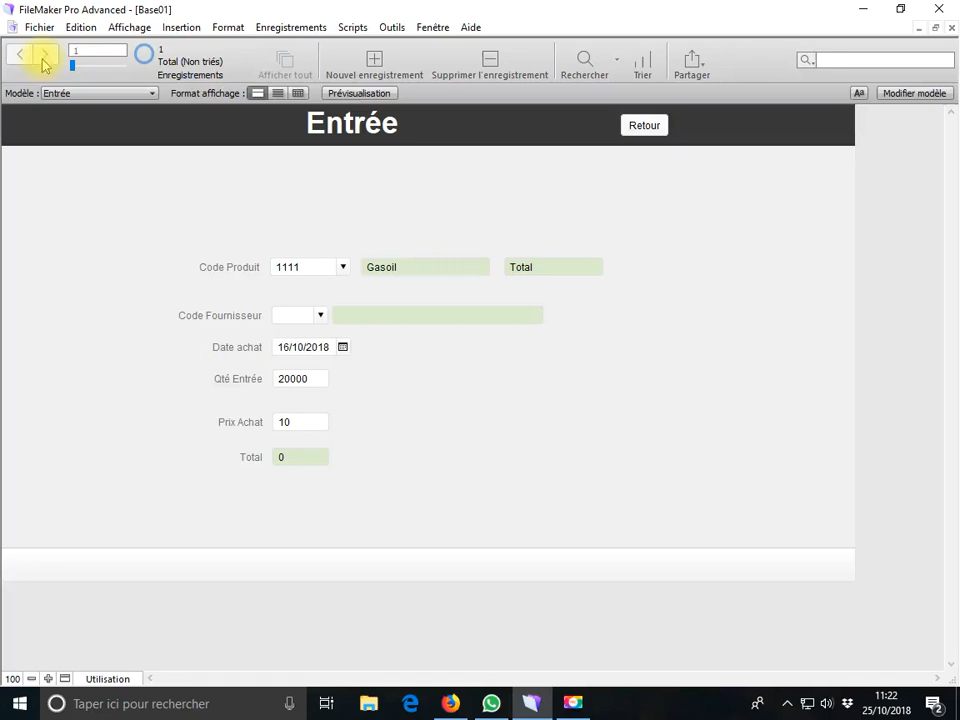 FileMaker Pro Advanced - [Base01]
Fichier Edition Affichage Insertion Format Enregistrements Scripts Outils Fenêtre Aide
1
1
Total (Non triés)
Enregistrements
Afficher tout
Nouvel enregistrement
Supprimer l'enregistrement
Rechercher
Trier
Partager
Modèle : Entrée
Format affichage :
Prévisualisation
Aa
Modifier modèle
Entrée
Retour
Code Produit 1111 Gasoil Total
Code Fournisseur
Date achat 16/10/2018
Qté Entrée 20000
Prix Achat 10
Total 0
100
Utilisation
Taper ici pour rechercher
11:22
25/10/2018
2